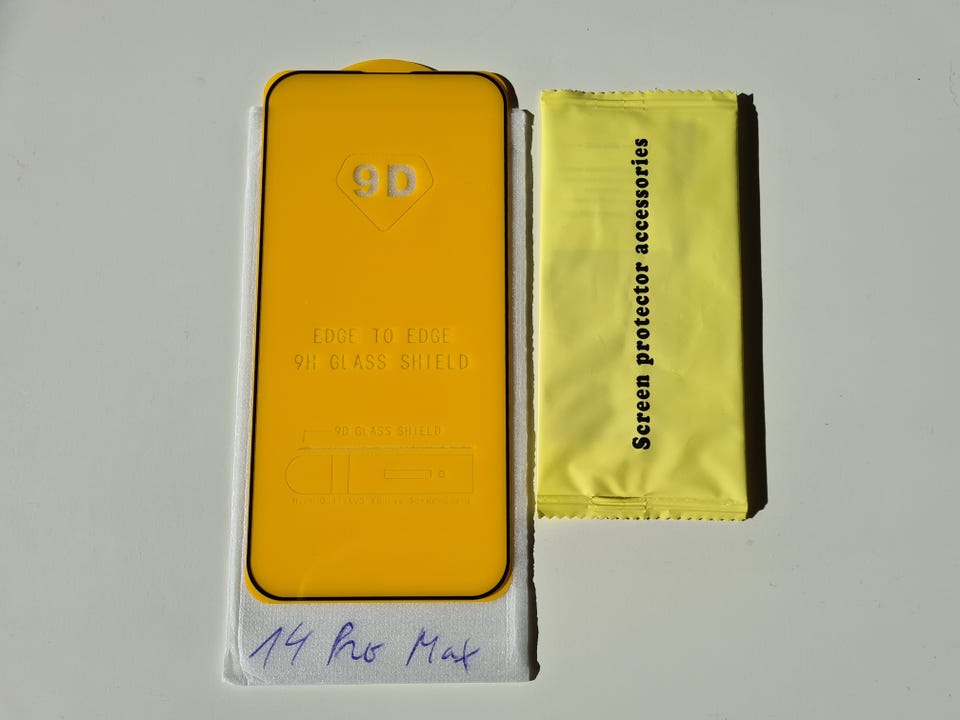 9D
EDGE TO EDGE
9H GLASS SHIELD
9D GLASS SHIELD
14 Pro Max
Screen protector accessories